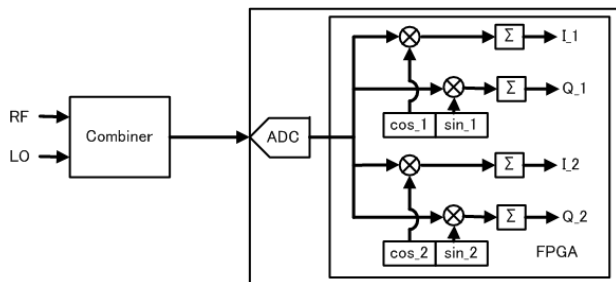 Σ I_1
Σ Q_1
RF
LO
Combiner
ADC
cos_1 sin_1
Σ I_2
Σ Q_2
cos_2 sin_2
FPGA